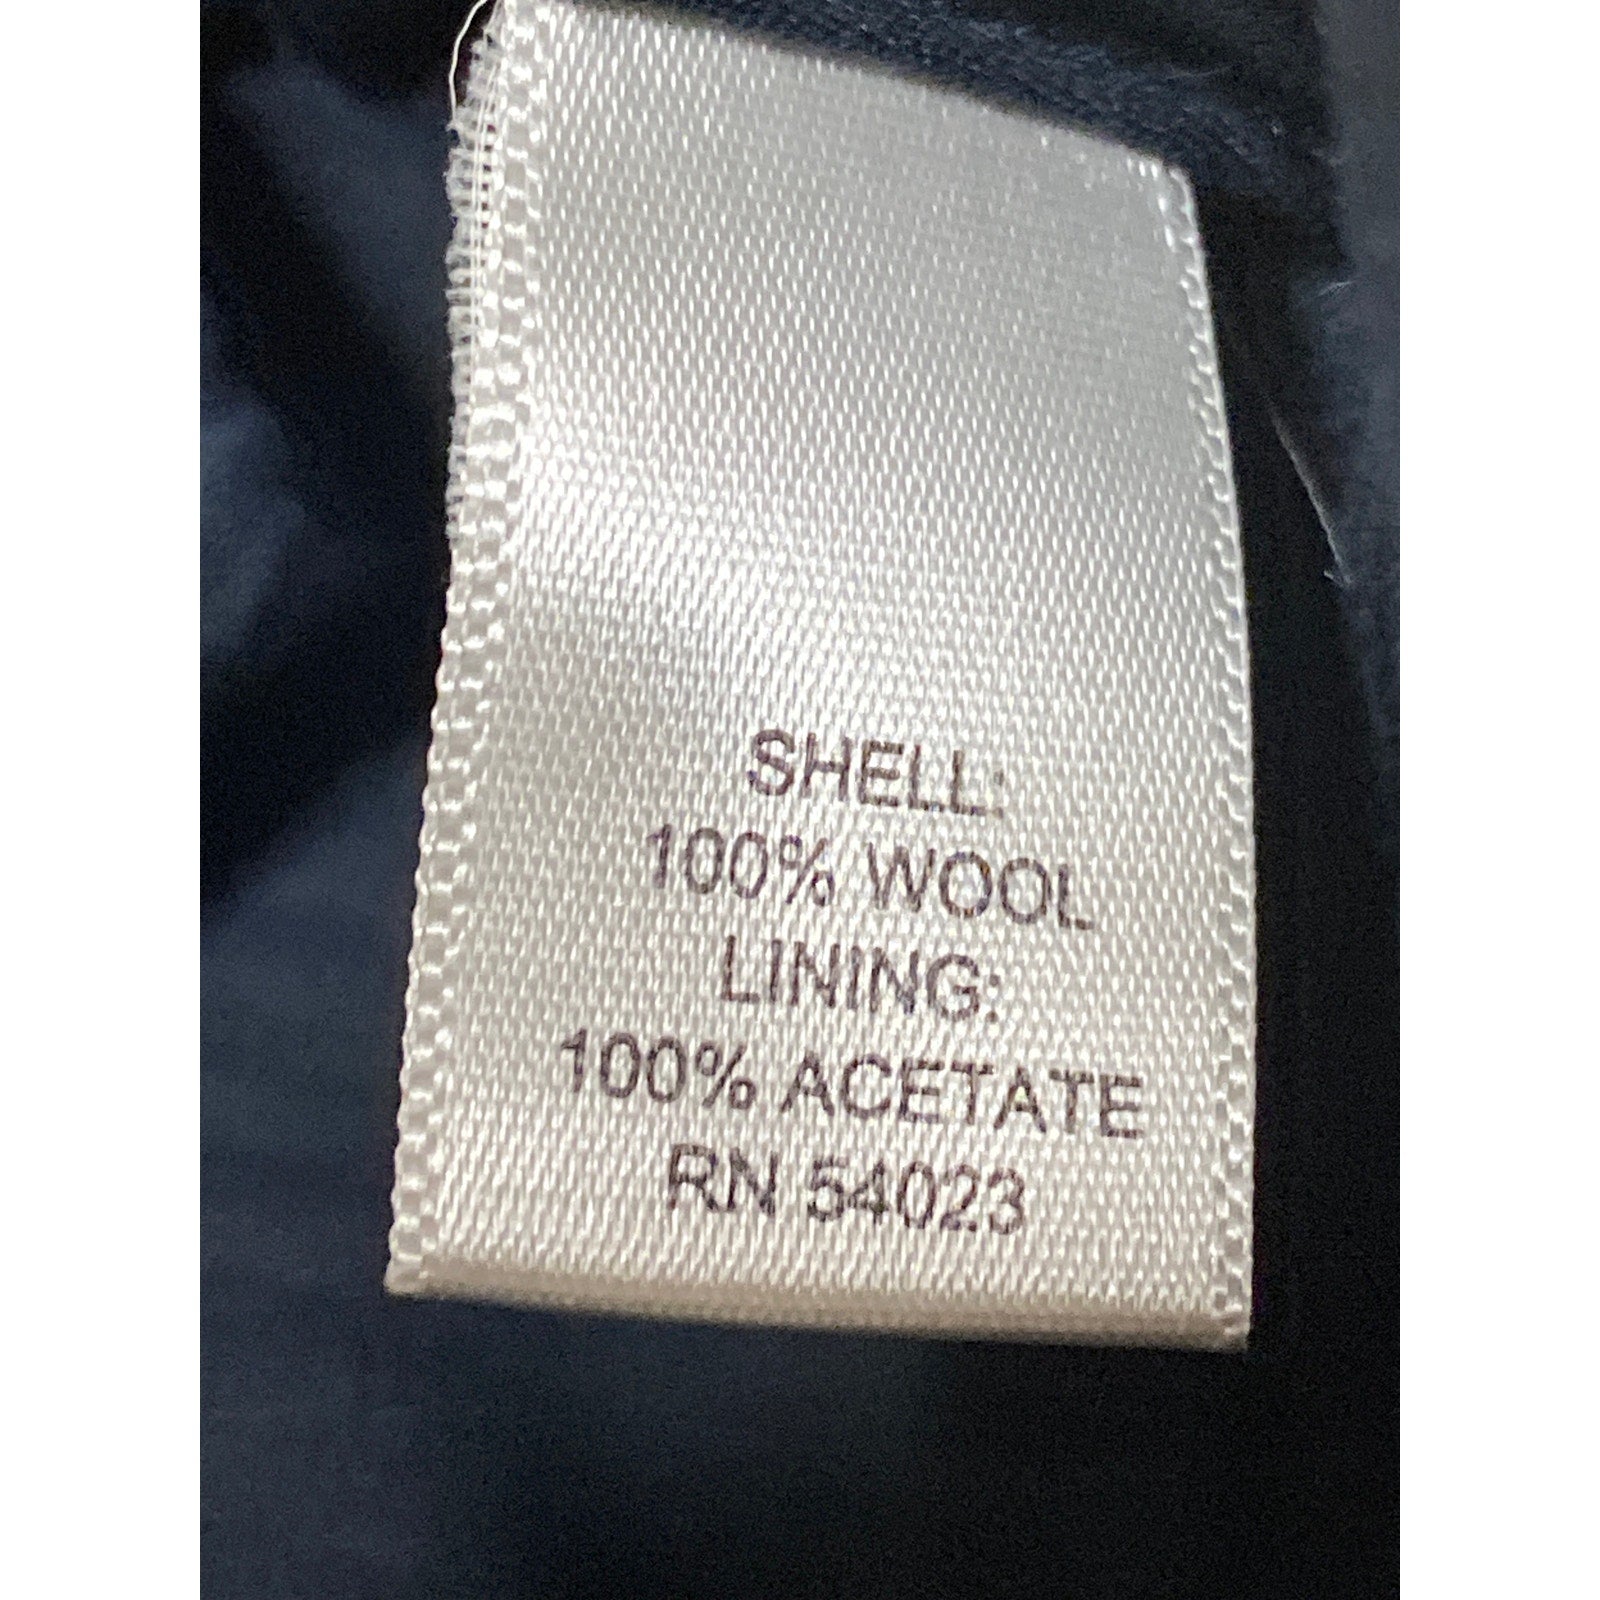 SHELL:
100% WOOL
LINING:
100% ACETATE
RN 54023